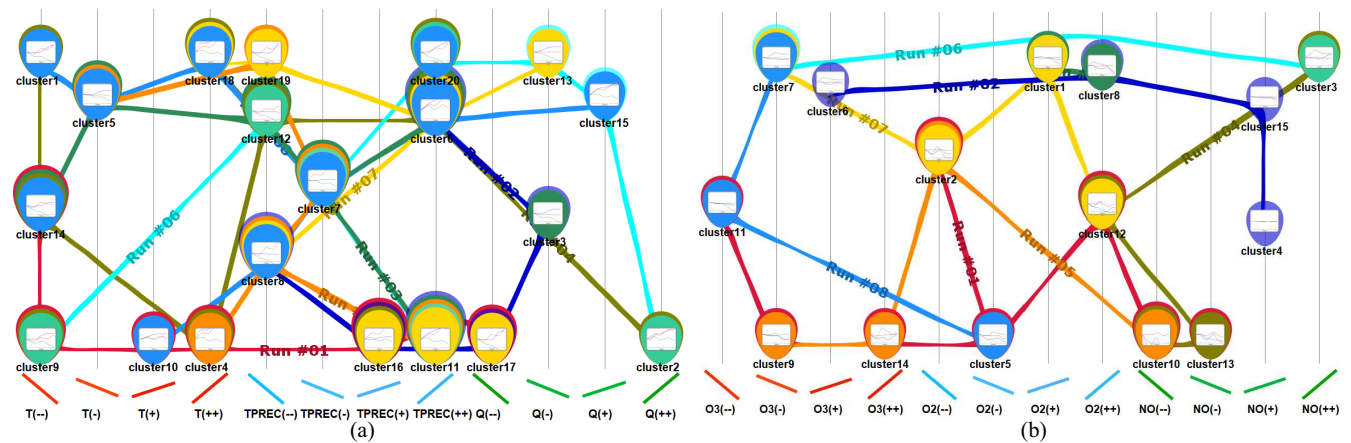 cluster1
cluster18
cluster19
cluster20
cluster13
cluster5
cluster12
cluster6
cluster15
cluster7
Run #07
Run #02
cluster14
cluster3
Run #06
cluster8
Run #03
Run
cluster9
Run #01
cluster10
cluster4
cluster16
cluster11
cluster17
cluster2
T(--)
T(-)
T(+)
T(++)
TPREC(--)
TPREC(-)
TPREC(+)
TPREC(++)
Q(--)
Q(-)
Q(+)
Q(++)
(a)
Run #06
cluster7
cluster1
cluster8
cluster3
cluster6
Run #02
cluster15
Run #07
Run #04
cluster2
cluster11
cluster12
Run #01
Run #05
cluster4
Run #08
cluster9
cluster14
cluster5
cluster10
cluster13
O3(--)
O3(-)
O3(+)
O3(++)
O2(--)
O2(-)
O2(+)
O2(++)
NO(--)
NO(-)
NO(+)
NO(++)
(b)